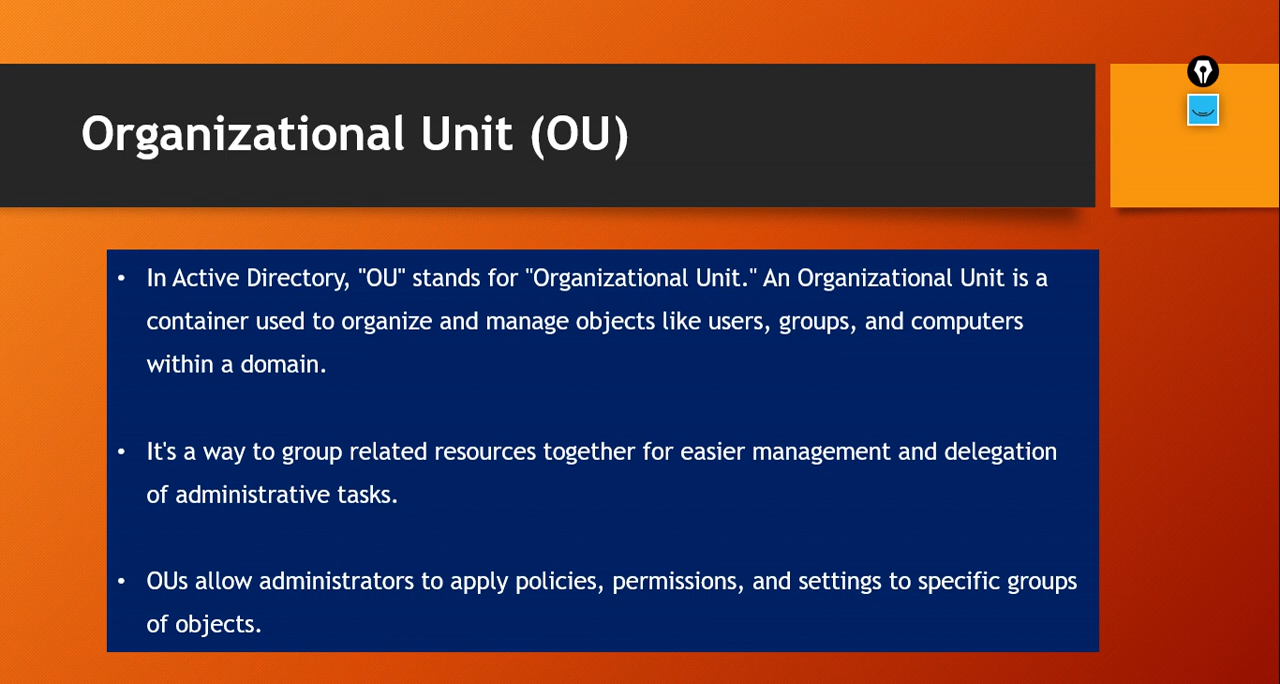 Organizational Unit (OU)
• In Active Directory, "OU" stands for "Organizational Unit." An Organizational Unit is a
container used to organize and manage objects like users, groups, and computers
within a domain.
• It's a way to group related resources together for easier management and delegation
of administrative tasks.
• OUs allow administrators to apply policies, permissions, and settings to specific groups
of objects.